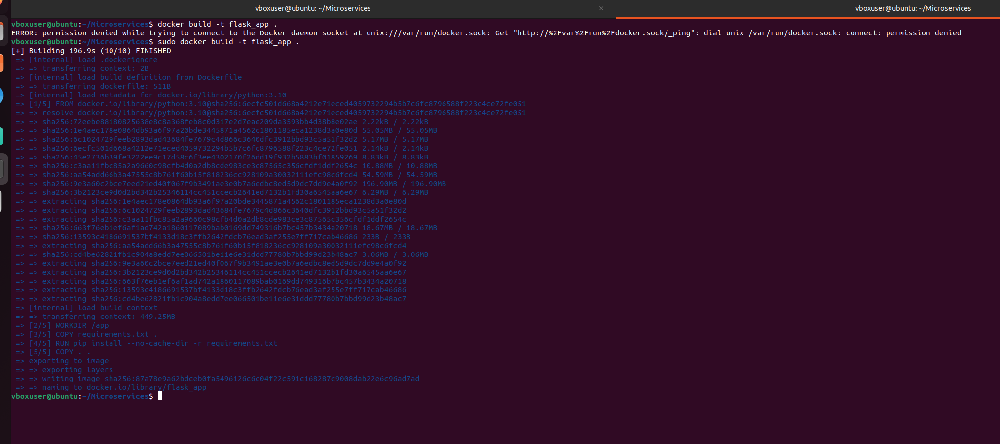 vboxuser@ubuntu: ~/Microservices × vboxuser@ubuntu: ~/Microservices
vboxuser@ubuntu:~/Microservices$ docker build -t flask_app .
ERROR: permission denied while trying to connect to the Docker daemon socket at unix:///var/run/docker.sock: Get "http://%2Fvar%2Frun%2Fdocker.sock/_ping": dial unix /var/run/docker.sock: connect: permission denied
vboxuser@ubuntu:~/Microservices$ sudo docker build -t flask_app .
[+] Building 196.9s (10/10) FINISHED
=> [internal] load .dockerignore
=> => transferring context: 2B
=> [internal] load build definition from Dockerfile
=> => transferring dockerfile: 511B
=> [internal] load metadata for docker.io/library/python:3.10
=> [1/5] FROM docker.io/library/python:3.10@sha256:6ecfc501d668a4212e71eced4059732294b5b7c6fc8796588f223c4ce72fe051
=> => resolve docker.io/library/python:3.10@sha256:6ecfc501d668a4212e71eced4059732294b5b7c6fc8796588f223c4ce72fe051
=> => sha256:72eebe88180825638e8c8a368feb8c0d317e2d7eae209da3593bb4d38b8e02ae 2.22kB / 2.22kB
=> => sha256:1e4aec178e0864db93a6f97a20bde3445871a4562c1801185eca1238d3a0e80d 55.05MB / 55.05MB
=> => sha256:6c1024729feeb2893dad43684fe7679c4d866c3640dfc3912bbd93c5a51f32d2 5.17MB / 5.17MB
=> => sha256:6ecfc501d668a4212e71eced4059732294b5b7c6fc8796588f223c4ce72fe051 2.14kB / 2.14kB
=> => sha256:45e2736b39fe3222ee9c17d58c6f3ee4302170f26dd19f932b5883bf01859269 8.83kB / 8.83kB
=> => sha256:c3aa11fbc85a2a9660c98cfb4d0a2db8cde983ce3c87565c356cfdf1ddf2654c 10.88MB / 10.88MB
=> => sha256:aa54add66b3a47555c8b761f60b15f818236cc928109a30032111efc98c6fcd4 54.59MB / 54.59MB
=> => sha256:9e3a60c2bce7eed21ed40f067f9b3491ae3e0b7a6edbc8ed5d9dc7dd9e4a0f92 196.90MB / 196.90MB
=> => sha256:3b2123ce9d0d2bd342b25346114cc451ccecb2641ed7132b1fd30a6545aa6e67 6.29MB / 6.29MB
=> => extracting sha256:1e4aec178e0864db93a6f97a20bde3445871a4562c1801185eca1238d3a0e80d
=> => extracting sha256:6c1024729feeb2893dad43684fe7679c4d866c3640dfc3912bbd93c5a51f32d2
=> => extracting sha256:c3aa11fbc85a2a9660c98cfb4d0a2db8cde983ce3c87565c356cfdf1ddf2654c
=> => sha256:663f76eb1ef6af1ad742a1860117089bab0169dd749316b7bc457b3434a20718 18.67MB / 18.67MB
=> => sha256:13593c4186691537bf4133d18c3ffb2642fdcb76ead3af255e7ff717cab46686 233B / 233B
=> => extracting sha256:aa54add66b3a47555c8b761f60b15f818236cc928109a30032111efc98c6fcd4
=> => sha256:cd4be62821fb1c904a8edd7ee066501be11e6e31ddd77780b7bbd99d23b48ac7 3.06MB / 3.06MB
=> => extracting sha256:9e3a60c2bce7eed21ed40f067f9b3491ae3e0b7a6edbc8ed5d9dc7dd9e4a0f92
=> => extracting sha256:3b2123ce9d0d2bd342b25346114cc451ccecb2641ed7132b1fd30a6545aa6e67
=> => extracting sha256:663f76eb1ef6af1ad742a1860117089bab0169dd749316b7bc457b3434a20718
=> => extracting sha256:13593c4186691537bf4133d18c3ffb2642fdcb76ead3af255e7ff717cab46686
=> => extracting sha256:cd4be62821fb1c904a8edd7ee066501be11e6e31ddd77780b7bbd99d23b48ac7
=> [internal] load build context
=> => transferring context: 449.25MB
=> [2/5] WORKDIR /app
=> [3/5] COPY requirements.txt .
=> [4/5] RUN pip install --no-cache-dir -r requirements.txt
=> [5/5] COPY . .
=> exporting to image
=> => exporting layers
=> => writing image sha256:87a78e9a62bdceb0fa5496126c6c04f22c591c168287c9008dab22e6c96ad7ad
=> => naming to docker.io/library/flask_app
vboxuser@ubuntu:~/Microservices$